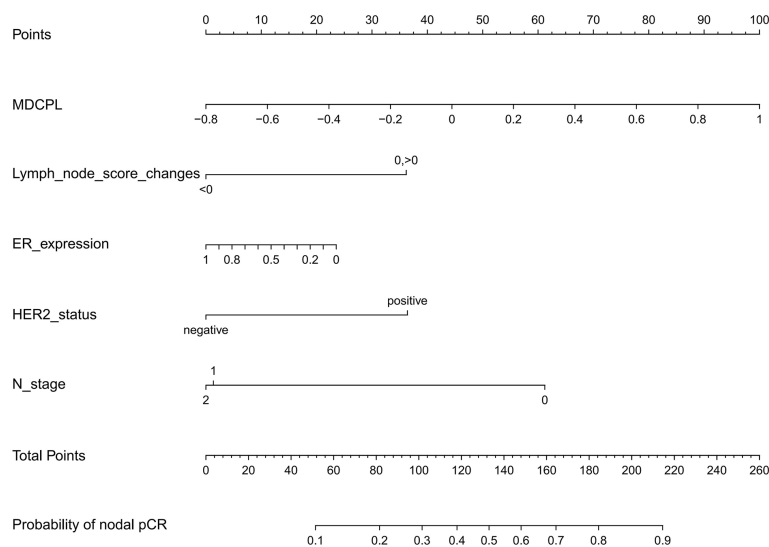 Points 0 10 20 30 40 50 60 70 80 90 100
MDCPL
−0.8 −0.6 −0.4 −0.2 0 0.2 0.4 0.6 0.8 1
0,>0
Lymph_node_score_changes
<0
ER_expression
1 0.8 0.5 0.2 0
positive
HER2_status
negative
1
N_stage
2 0
Total Points
0 20 40 60 80 100 120 140 160 180 200 220 240 260
Probability of nodal pCR
0.1 0.2 0.3 0.4 0.5 0.6 0.7 0.8 0.9